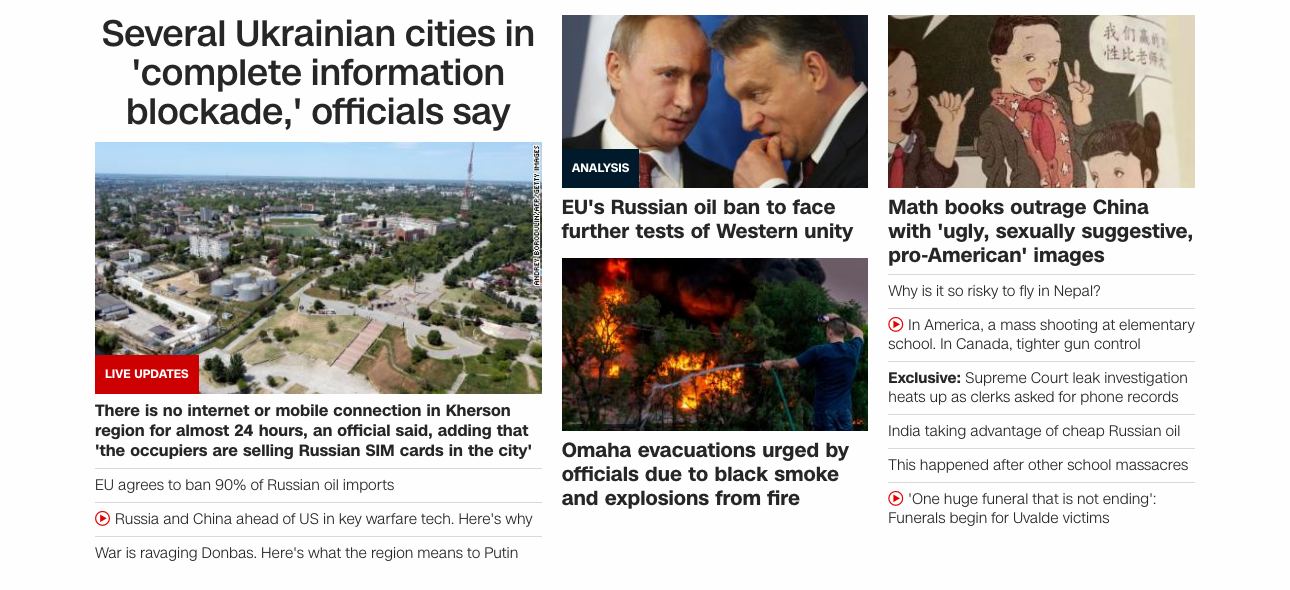 Several Ukrainian cities in
'complete information
blockade,' officials say
ANDREY BORODULIN/AFP/GETTY IMAGES
LIVE UPDATES
There is no internet or mobile connection in Kherson
region for almost 24 hours, an official said, adding that
'the occupiers are selling Russian SIM cards in the city'
EU agrees to ban 90% of Russian oil imports
Russia and China ahead of US in key warfare tech. Here's why
War is ravaging Donbas. Here's what the region means to Putin
ANALYSIS
EU's Russian oil ban to face
further tests of Western unity
Omaha evacuations urged by
officials due to black smoke
and explosions from fire
我们赢的
性比老师大
Math books outrage China
with 'ugly, sexually suggestive,
pro-American' images
Why is it so risky to fly in Nepal?
In America, a mass shooting at elementary
school. In Canada, tighter gun control
Exclusive: Supreme Court leak investigation
heats up as clerks asked for phone records
India taking advantage of cheap Russian oil
This happened after other school massacres
'One huge funeral that is not ending':
Funerals begin for Uvalde victims